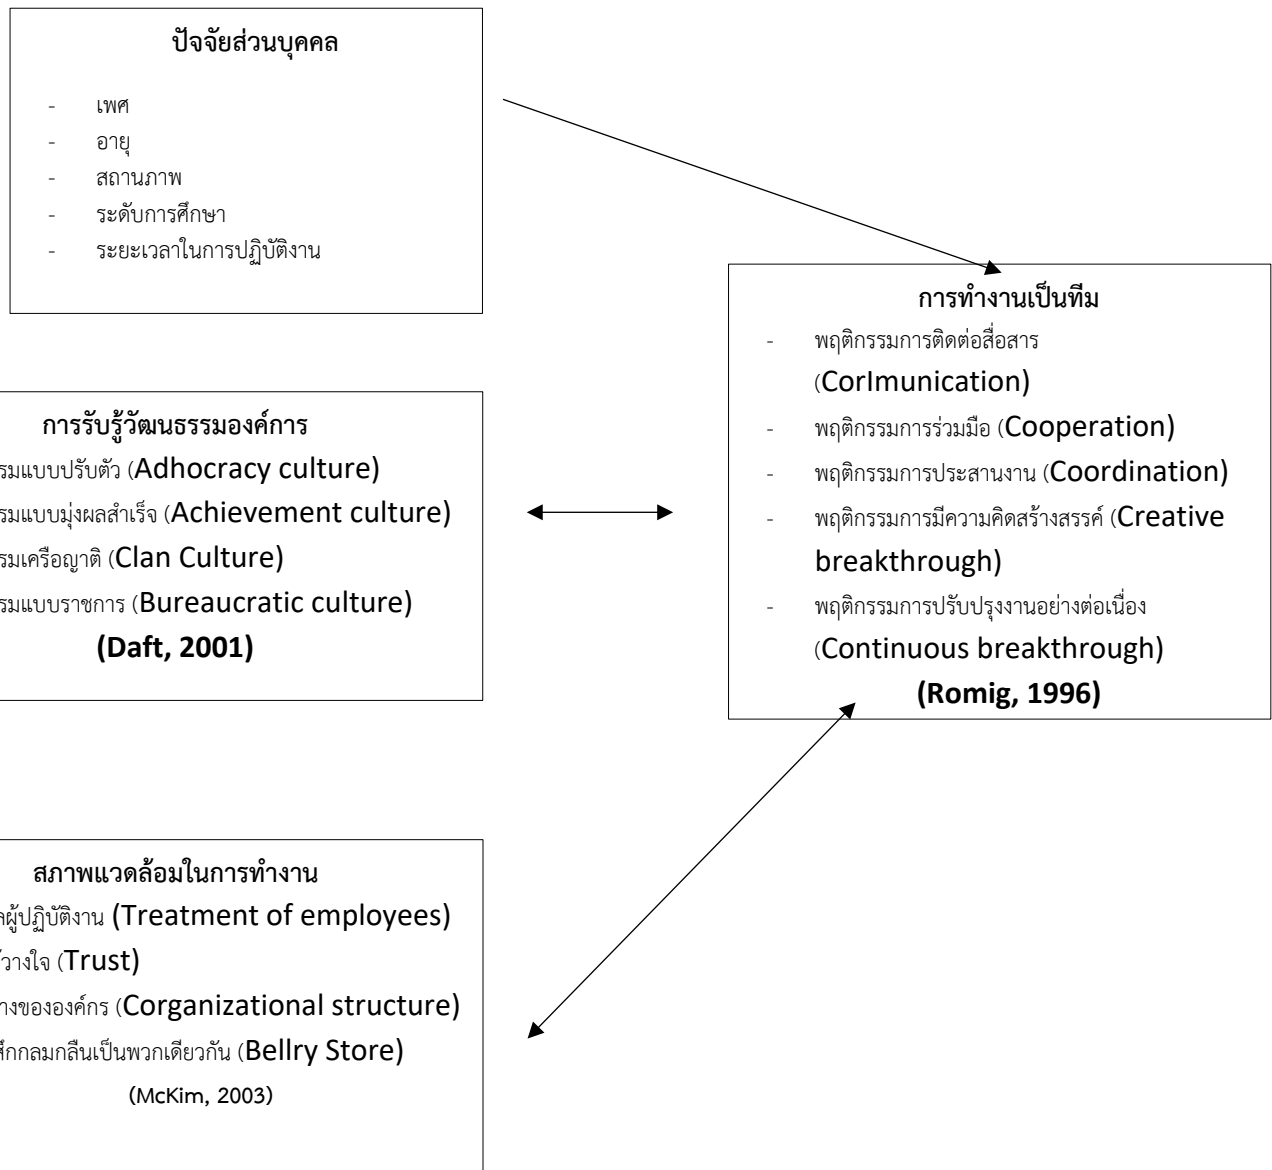 ปัจจัยส่วนบุคคล
- เพศ
- อายุ
- สถานภาพ
- ระดับการศึกษา
- ระยะเวลาในการปฏิบัติงาน
การรับรู้วัฒนธรรมองค์การ
รมแบบปรับตัว (Adhocracy culture)
รมแบบมุ่งผลสำเร็จ (Achievement culture)
รมเครือญาติ (Clan Culture)
รมแบบราชการ (Bureaucratic culture)
(Daft, 2001)
สภาพแวดล้อมในการทำงาน
ลผู้ปฏิบัติงาน (Treatment of employees)
วางใจ (Trust)
างขององค์กร (Corganizational structure)
สึกกลมกลืนเป็นพวกเดียวกัน (Bellry Store)
(McKim, 2003)
การทำงานเป็นทีม
- พฤติกรรมการติดต่อสื่อสาร
(CorImunication)
- พฤติกรรมการร่วมมือ (Cooperation)
- พฤติกรรมการประสานงาน (Coordination)
- พฤติกรรมการมีความคิดสร้างสรรค์ (Creative
breakthrough)
- พฤติกรรมการปรับปรุงงานอย่างต่อเนื่อง
(Continuous breakthrough)
(Romig, 1996)